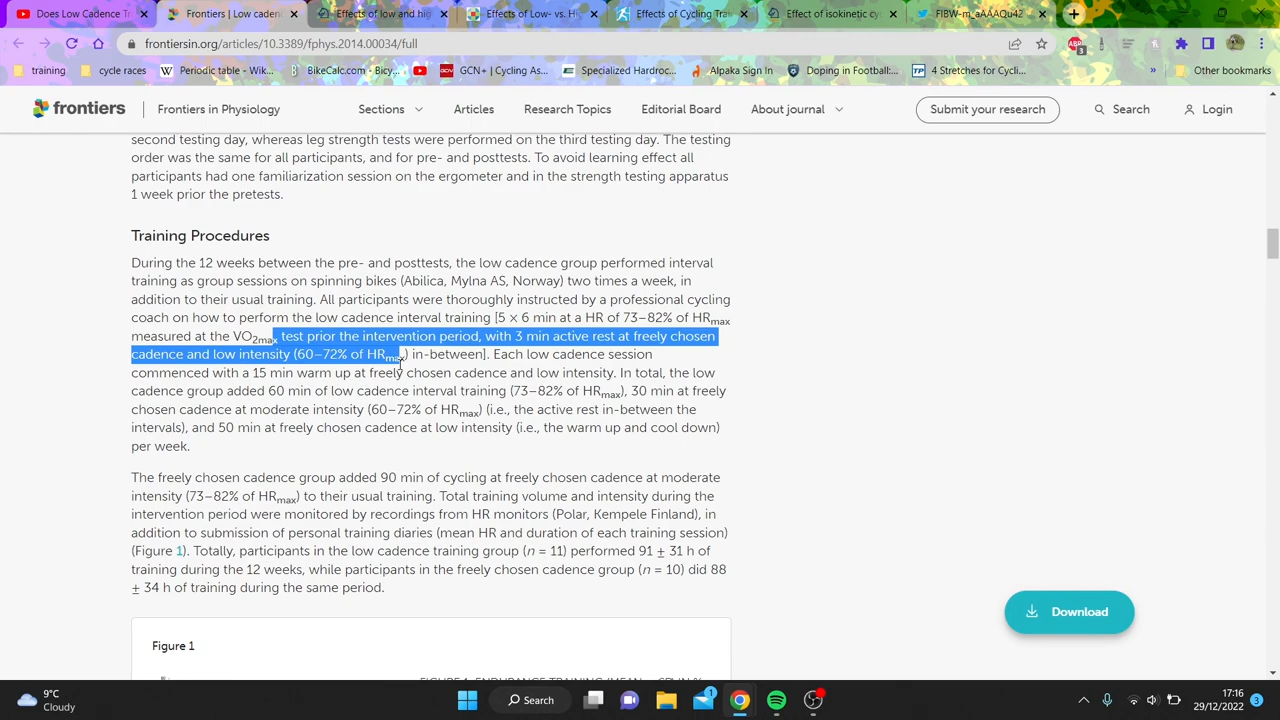 Does Low Cadence Tr
Frontiers | Low caden
Effects of low and hig
Effects of Low- vs. Hi
Effects of Cycling Tra
Effect of isokinetic cy
FIBW-m_aAAQu42
frontiersin.org/articles/10.3389/fphys.2014.00034/full
training
cycle races
Periodic table - Wik...
BikeCalc.com - Bicy...
GCN+ | Cycling As...
Specialized Hardroc...
Alpaka Sign In
Doping in Football:...
4 Stretches for Cycli...
»
Other bookmarks
frontiers
Frontiers in Physiology
Sections
Articles
Research Topics
Editorial Board
About journal
Submit your research
Search
Login
second testing day, whereas leg strength tests were performed on the third testing day. The testing
order was the same for all participants, and for pre- and posttests. To avoid learning effect all
participants had one familiarization session on the ergometer and in the strength testing apparatus
1 week prior the pretests.
Training Procedures
During the 12 weeks between the pre- and posttests, the low cadence group performed interval
training as group sessions on spinning bikes (Abilica, Mylna AS, Norway) two times a week, in
addition to their usual training. All participants were thoroughly instructed by a professional cycling
coach on how to perform the low cadence interval training [5 × 6 min at a HR of 73–82% of HRmax
measured at the VO2max test prior the intervention period, with 3 min active rest at freely chosen
cadence and low intensity (60–72% of HRmax) in-between]. Each low cadence session
commenced with a 15 min warm up at freely chosen cadence and low intensity. In total, the low
cadence group added 60 min of low cadence interval training (73–82% of HRmax), 30 min at freely
chosen cadence at moderate intensity (60–72% of HRmax) (i.e., the active rest in-between the
intervals), and 50 min at freely chosen cadence at low intensity (i.e., the warm up and cool down)
per week.
The freely chosen cadence group added 90 min of cycling at freely chosen cadence at moderate
intensity (73–82% of HRmax) to their usual training. Total training volume and intensity during the
intervention period were monitored by recordings from HR monitors (Polar, Kempele Finland), in
addition to submission of personal training diaries (mean HR and duration of each training session)
(Figure 1). Totally, participants in the low cadence training group (n = 11) performed 91 ± 31 h of
training during the 12 weeks, while participants in the freely chosen cadence group (n = 10) did 88
± 34 h of training during the same period.
Download
Figure 1
9°C
Cloudy
Search
17:16
29/12/2022